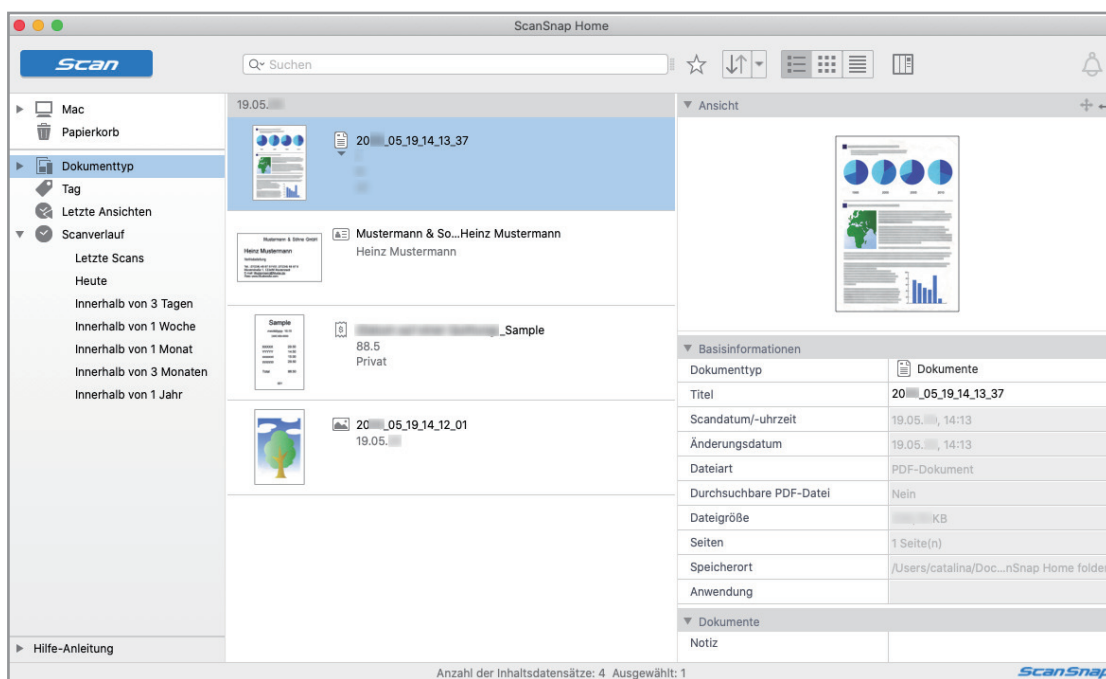 ScanSnap Home
Scan
Suchen
Mac
Papierkorb
Dokumenttyp
Tag
Letzte Ansichten
Scanverlauf
Letzte Scans
Heute
Innerhalb von 3 Tagen
Innerhalb von 1 Woche
Innerhalb von 1 Monat
Innerhalb von 3 Monaten
Innerhalb von 1 Jahr
Hilfe-Anleitung
19.05.
20 _05_19_14_13_37
Mustermann & Söhne GmbH
Heinz Mustermann
Mustermann & So...Heinz Mustermann
Heinz Mustermann
Sample
_Sample
88.5
Privat
20 _05_19_14_12_01
19.05.
Ansicht
Basisinformationen
Dokumenttyp Dokumente
Titel 20 _05_19_14_13_37
Scandatum/-uhrzeit 19.05. , 14:13
Änderungsdatum 19.05. , 14:13
Dateiart PDF-Dokument
Durchsuchbare PDF-Datei Nein
Dateigröße KB
Seiten 1 Seite(n)
Speicherort /Users/catalina/Doc...nSnap Home folder
Anwendung
Dokumente
Notiz
Anzahl der Inhaltsdatensätze: 4 Ausgewählt: 1
ScanSnap